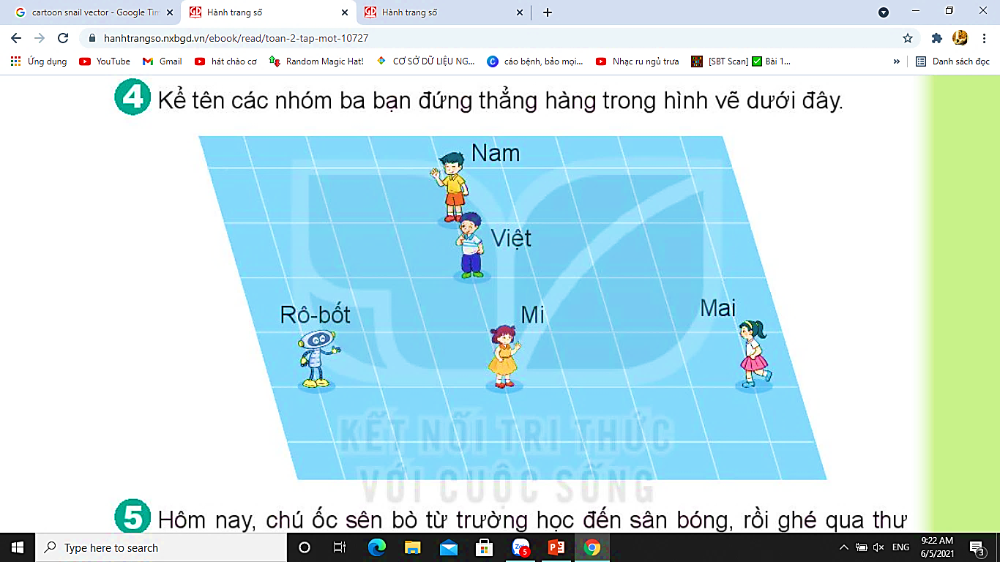 cartoon snail vector - Google Tìm
Hành trang số
Hành trang số
hanhtrangso.nxbgd.vn/ebook/read/toan-2-tap-mot-10727
Ứng dụng
YouTube
Gmail
hát chào cơ
Random Magic Hat!
CƠ SỞ DỮ LIỆU NG...
cáo bệnh, bảo mọi...
Nhạc ru ngủ trưa
[SBT Scan] ✅ Bài 1...
»
Danh sách đọc
4 Kể tên các nhóm ba bạn đứng thẳng hàng trong hình vẽ dưới đây.
Nam
Việt
Rô-bốt
Mi
Mai
KẾT NỐI TRI THỨC
VỚI CUỘC SỐNG
5 Hôm nay, chú ốc sên bò từ trường học đến sân bóng, rồi ghé qua thư
Type here to search
5
ENG
9:22 AM
6/5/2021
3